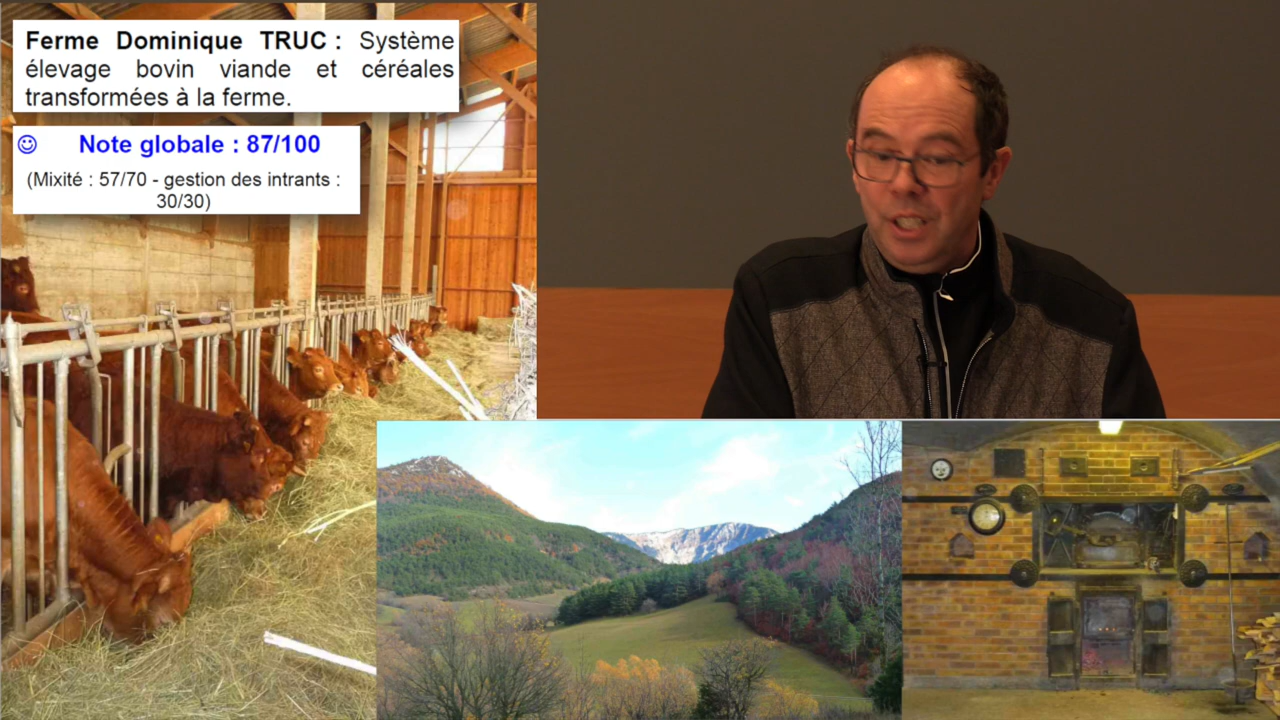 Ferme Dominique TRUC : Système
élevage bovin viande et céréales
transformées à la ferme.
☺ Note globale : 87/100
(Mixité : 57/70 - gestion des intrants :
30/30)